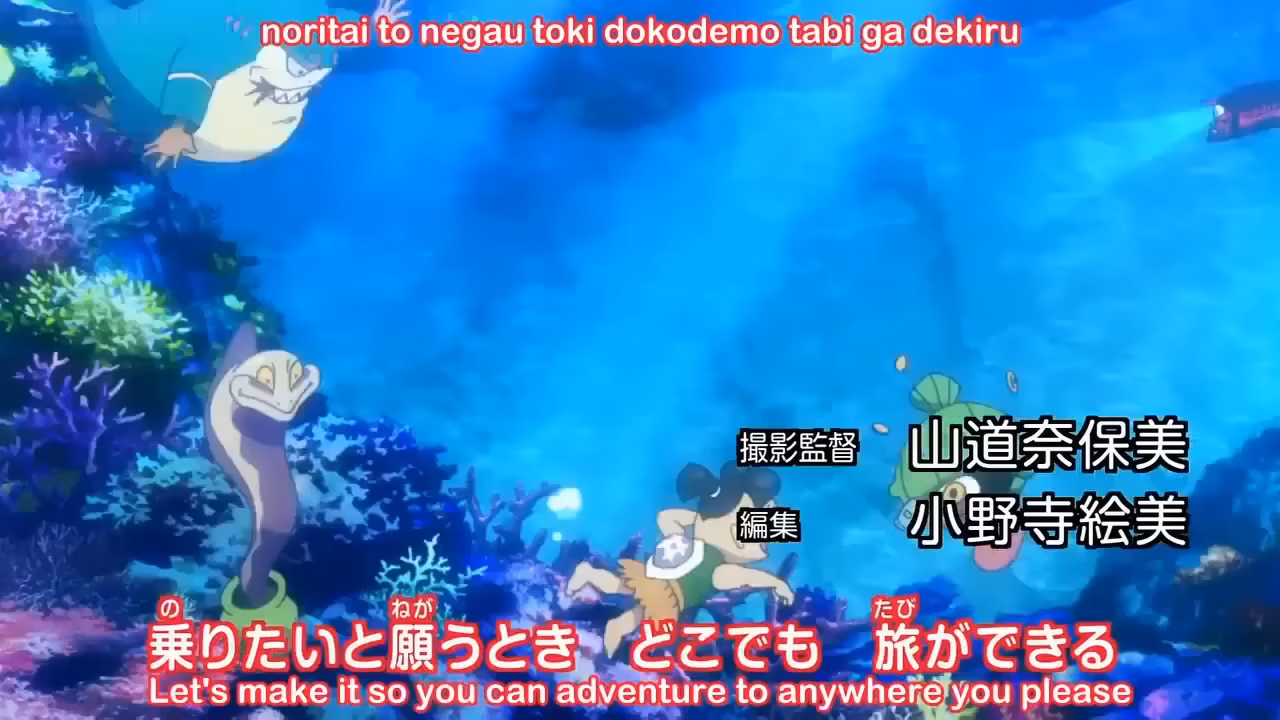 noritai to negau toki dokodemo tabi ga dekiru
撮影監督 山道奈保美
編集 小野寺絵美
の ねが たび
乗りたいと願うとき どこでも 旅ができる
Let's make it so you can adventure to anywhere you please